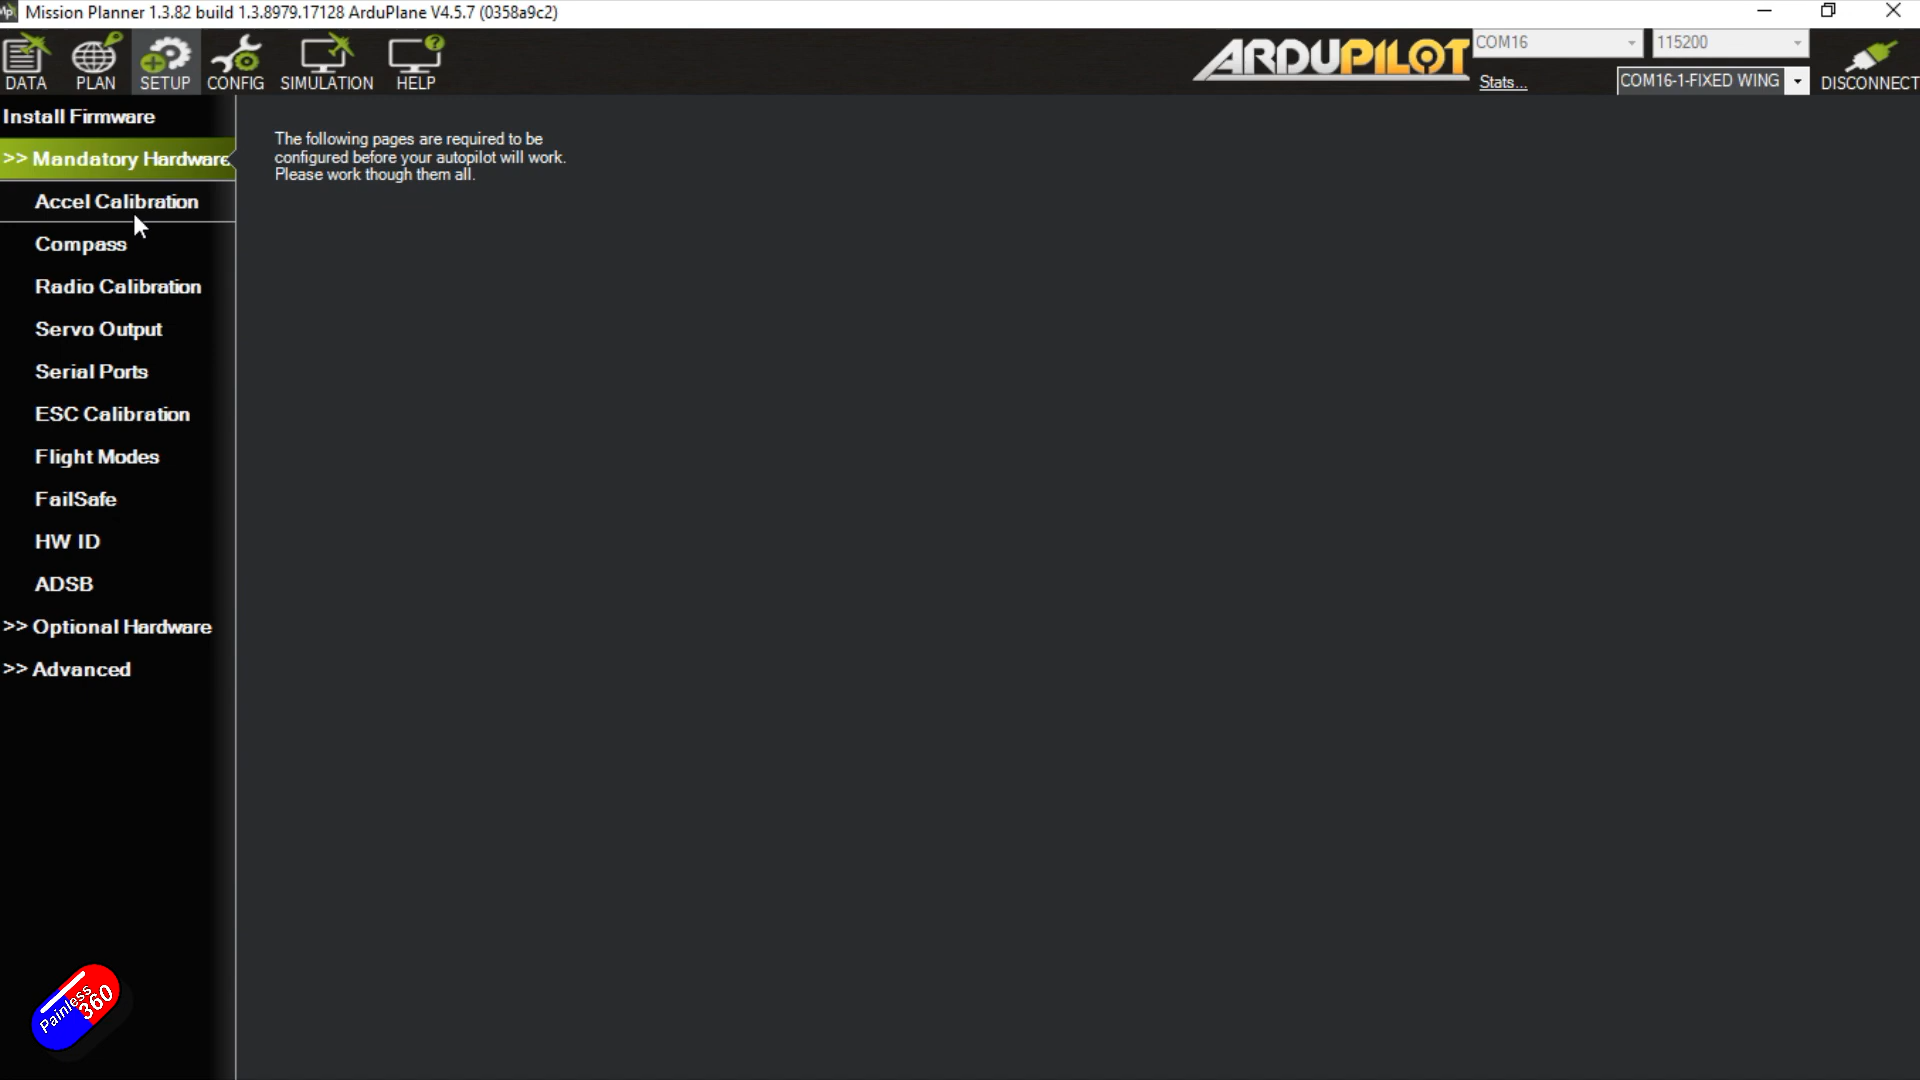 Mission Planner 1.3.82 build 1.3.8979.17128 ArduPlane V4.5.7 (0358a9c2)
DATA
PLAN
SETUP
CONFIG
SIMULATION
HELP
ARDUPILOT
COM16
115200
Stats...
COM16-1-FIXED WING
DISCONNECT
Install Firmware
>> Mandatory Hardware
Accel Calibration
Compass
Radio Calibration
Servo Output
Serial Ports
ESC Calibration
Flight Modes
FailSafe
HW ID
ADSB
>> Optional Hardware
>> Advanced
The following pages are required to be
configured before your autopilot will work.
Please work though them all.
Painless
360